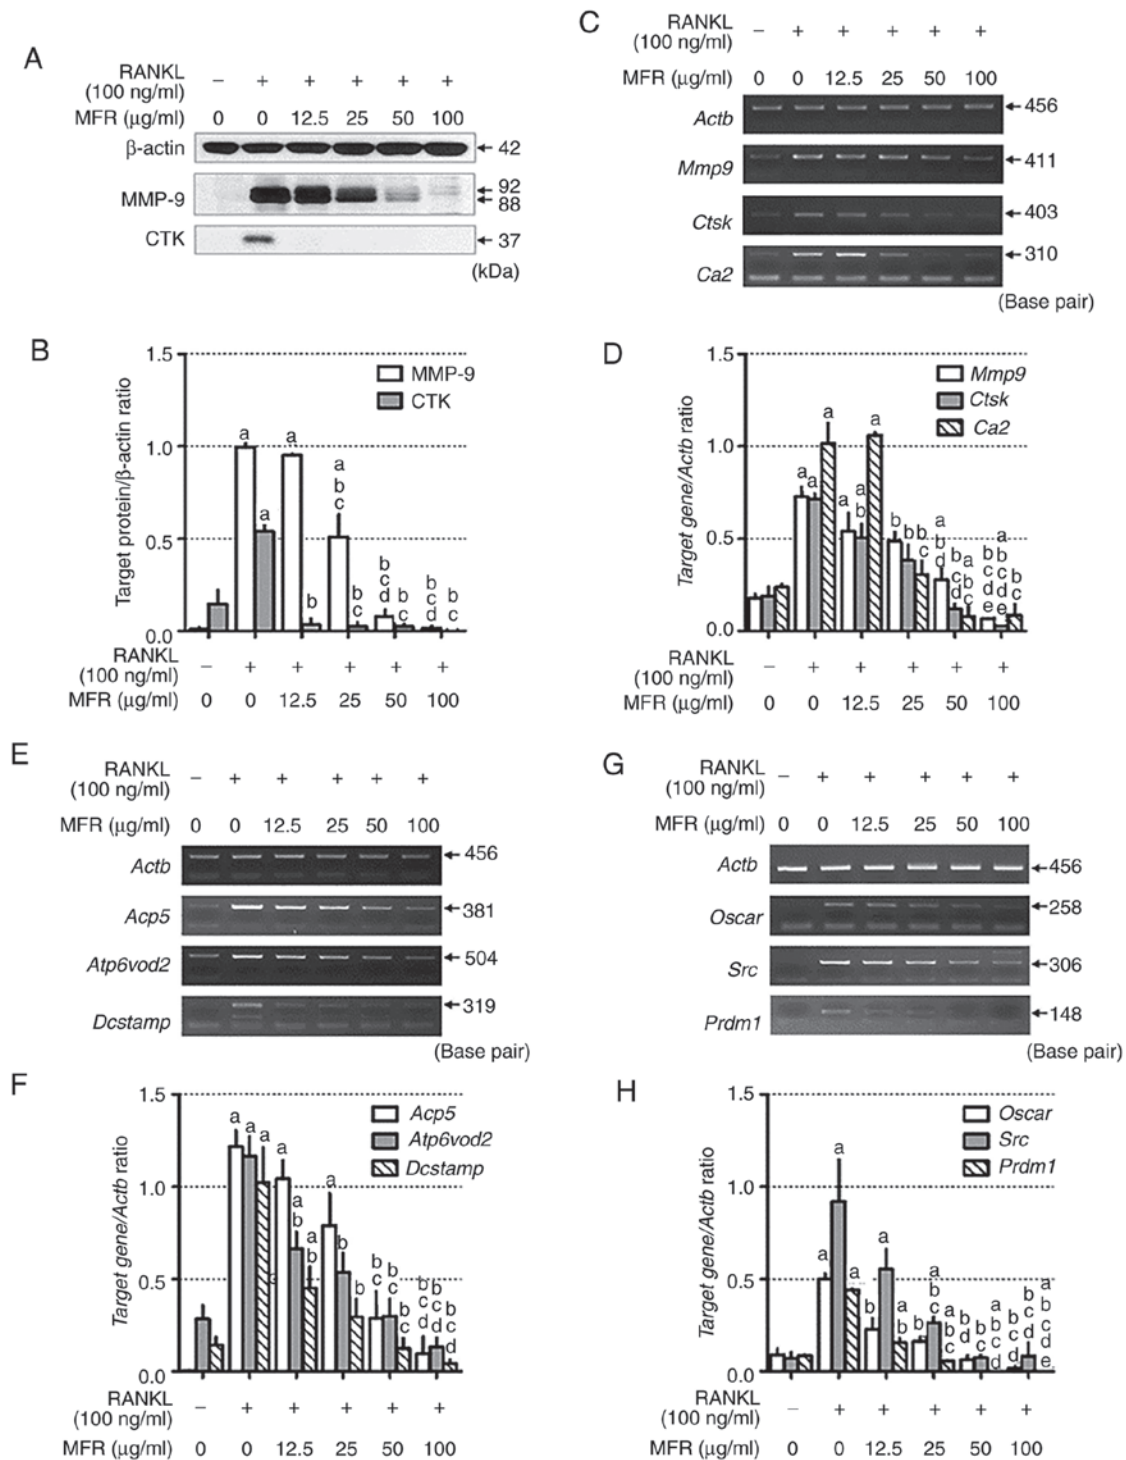 A
RANKL
(100 ng/ml)
− + + + + +
MFR (μg/ml) 0 0 12.5 25 50 100
β-actin 42
MMP-9 92
88
CTK 37
(kDa)
B
1.5
1.0
0.5
0.0
Target protein/β-actin ratio
MMP-9
CTK
a
a
a
b
a
b
c
b
c
b
c
d
b
c
b
c
d
b
c
RANKL
(100 ng/ml)
− + + + + +
MFR (μg/ml) 0 0 12.5 25 50 100
C
RANKL
(100 ng/ml)
− + + + + +
MFR (μg/ml) 0 0 12.5 25 50 100
Actb 456
Mmp9 411
Ctsk 403
Ca2 310
(Base pair)
D
1.5
1.0
0.5
0.0
Target gene/Actb ratio
Mmp9
Ctsk
Ca2
a
a
a
a
a
b
a
b
b
b
c
a
b
d
b
c
d
a
b
c
b
c
d
e
a
b
c
d
e
b
c
RANKL
(100 ng/ml)
− + + + + +
MFR (μg/ml) 0 0 12.5 25 50 100
E
RANKL
(100 ng/ml)
− + + + + +
MFR (μg/ml) 0 0 12.5 25 50 100
Actb 456
Acp5 381
Atp6vod2 504
Dcstamp 319
(Base pair)
F
1.5
1.0
0.5
0.0
Target gene/Actb ratio
Acp5
Atp6vod2
Dcstamp
a
a
a
a
a
b
a
b
a
b
b
b
c
b
c
b
c
b
c
d
b
c
d
b
c
d
RANKL
(100 ng/ml)
− + + + + +
MFR (μg/ml) 0 0 12.5 25 50 100
G
RANKL
(100 ng/ml)
− + + + + +
MFR (μg/ml) 0 0 12.5 25 50 100
Actb 456
Oscar 258
Src 306
Prdm1 148
(Base pair)
H
1.5
1.0
0.5
0.0
Target gene/Actb ratio
Oscar
Src
Prdm1
a
a
a
b
a
a
b
b
a
b
c
a
b
c
b
d
b
c
d
a
b
c
d
b
c
d
b
c
d
a
b
c
d
e
RANKL
(100 ng/ml)
− + + + + +
MFR (μg/ml) 0 0 12.5 25 50 100